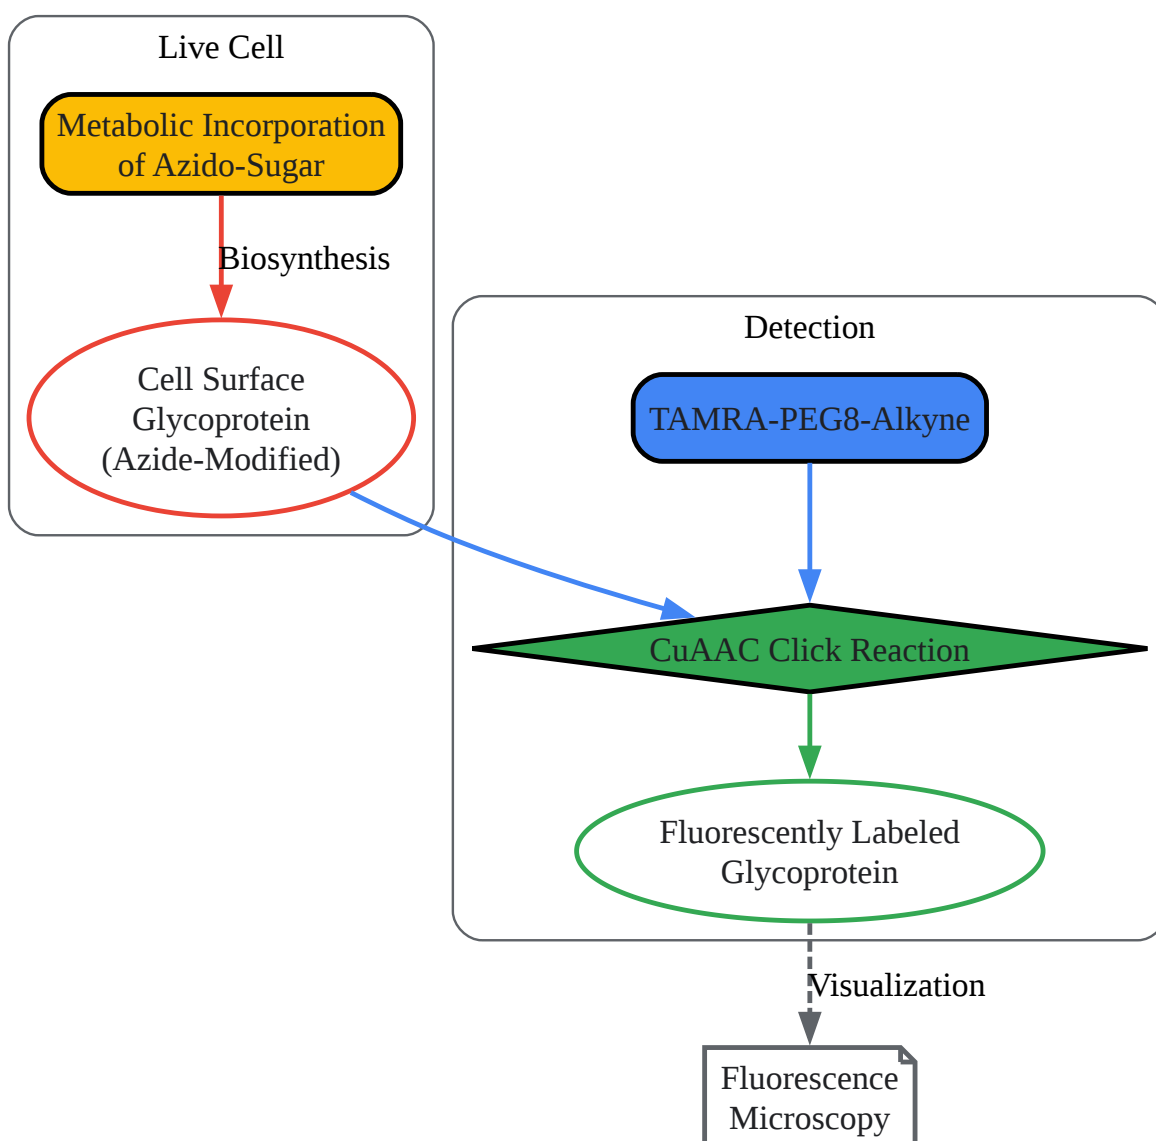 Live Cell
Metabolic Incorporation
of Azido-Sugar
Biosynthesis
Cell Surface
Glycoprotein
(Azide-Modified)
Detection
TAMRA-PEG8-Alkyne
CuAAC Click Reaction
Fluorescently Labeled
Glycoprotein
Visualization
Fluorescence
Microscopy